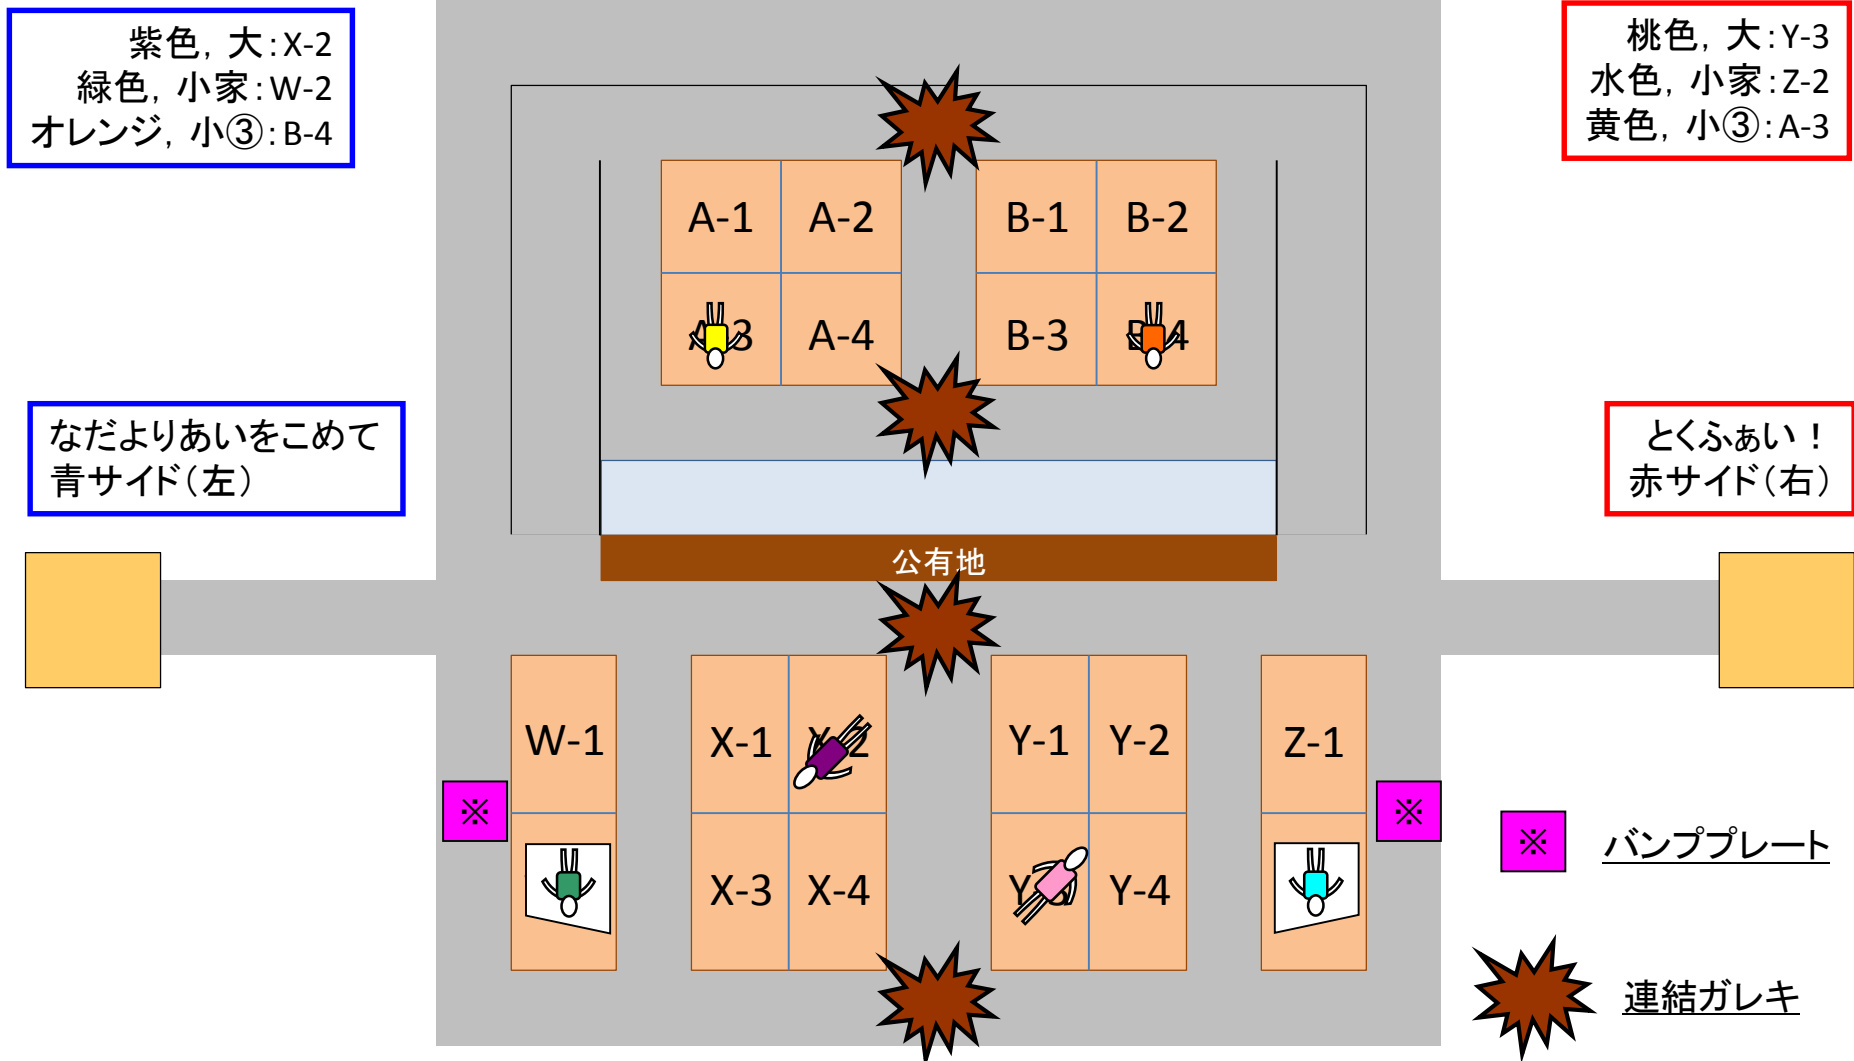 紫色, 大:X-2
緑色, 小家:W-2
オレンジ, 小③:B-4
桃色, 大:Y-3
水色, 小家:Z-2
黄色, 小③:A-3
A-1 A-2 B-1 B-2
A-3 A-4 B-3 B-4
なだよりあいをこめて
青サイド(左)
とくふぁい!
赤サイド(右)
公有地
W-1 X-1 X-2 Y-1 Y-2 Z-1
※ ※
※ バンププレート
X-3 X-4 Y-3 Y-4
連結ガレキ